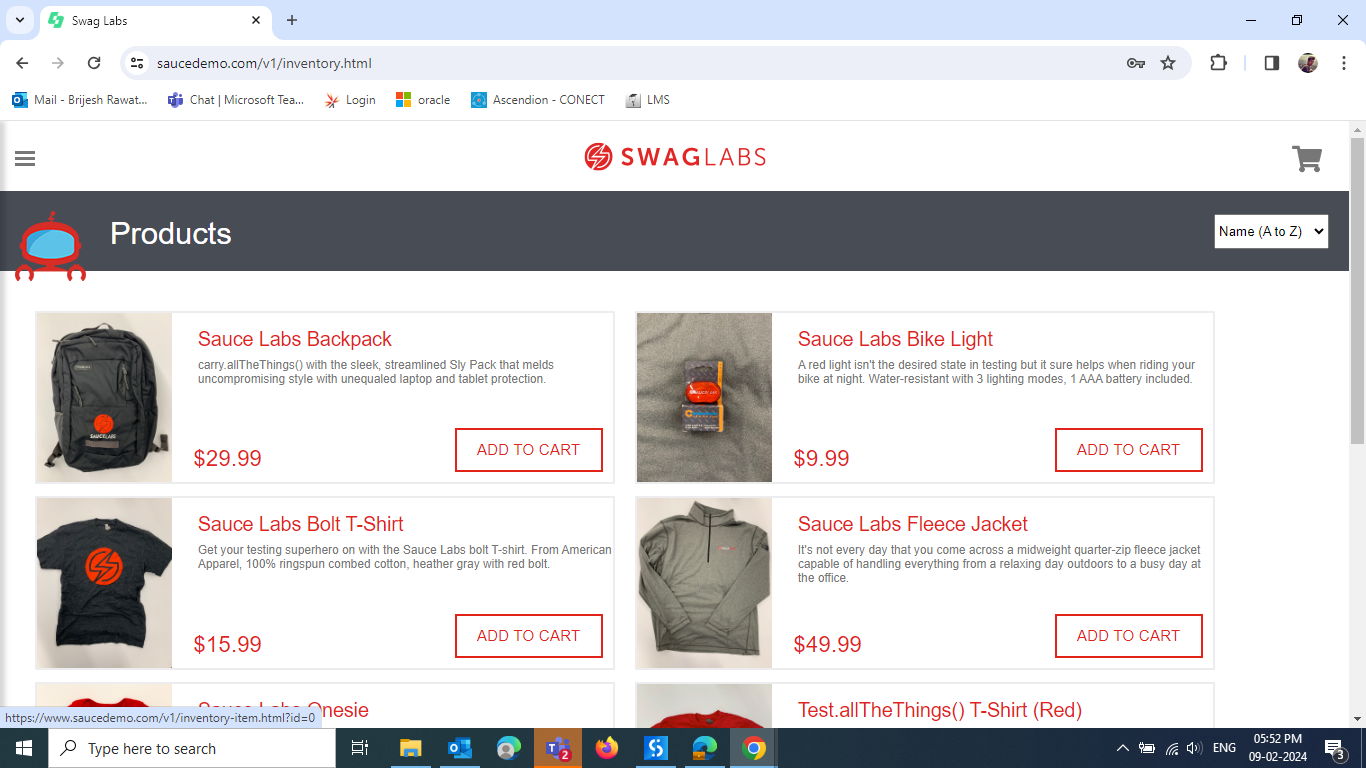 Swag Labs
saucedemo.com/v1/inventory.html
Mail - Brijesh Rawat...
Chat | Microsoft Tea...
Login
oracle
Ascendion - CONECT
LMS
SWAGLABS
Products
Name (A to Z)
Sauce Labs Backpack
carry.allTheThings() with the sleek, streamlined Sly Pack that melds
uncompromising style with unequaled laptop and tablet protection.
$29.99
ADD TO CART
SAUCELABS
Sauce Labs Bike Light
A red light isn't the desired state in testing but it sure helps when riding your
bike at night. Water-resistant with 3 lighting modes, 1 AAA battery included.
$9.99
ADD TO CART
Sauce Labs Bolt T-Shirt
Get your testing superhero on with the Sauce Labs bolt T-shirt. From American
Apparel, 100% ringspun combed cotton, heather gray with red bolt.
$15.99
ADD TO CART
Sauce Labs Fleece Jacket
It's not every day that you come across a midweight quarter-zip fleece jacket
capable of handling everything from a relaxing day outdoors to a busy day at
the office.
$49.99
ADD TO CART
Sauce Labs Onesie
Test.allTheThings() T-Shirt (Red)
https://www.saucedemo.com/v1/inventory-item.html?id=0
Type here to search
2
ENG
05:52 PM
09-02-2024
3